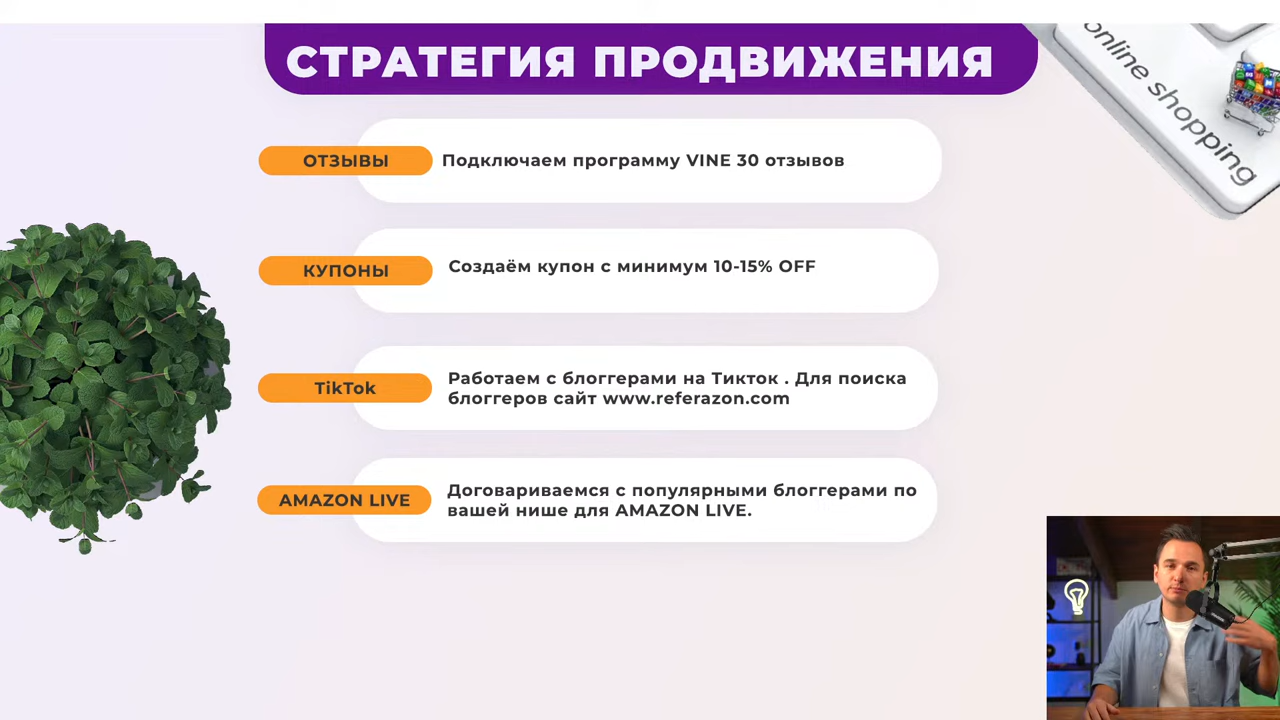 СТРАТЕГИЯ ПРОДВИЖЕНИЯ
online shopping
ОТЗЫВЫ
Подключаем программу VINE 30 отзывов
КУПОНЫ
Создаём купон с минимум 10-15% OFF
TikTok
Работаем с блоггерами на Тикток . Для поиска
блоггеров сайт www.referazon.com
AMAZON LIVE
Договариваемся с популярными блоггерами по
вашей нише для AMAZON LIVE.